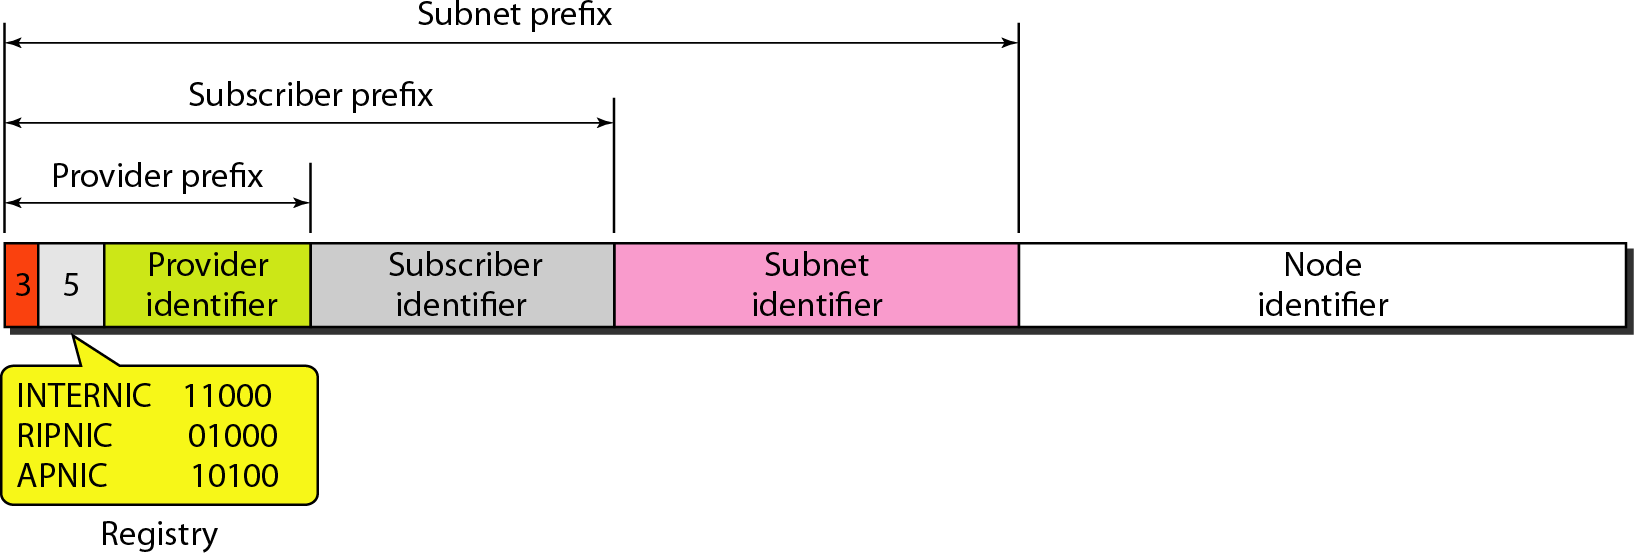 Subnet prefix
Subscriber prefix
Provider prefix
3
5
Provider
identifier
Subscriber
identifier
Subnet
identifier
Node
identifier
INTERNIC 11000
RIPNIC 01000
APNIC 10100
Registry